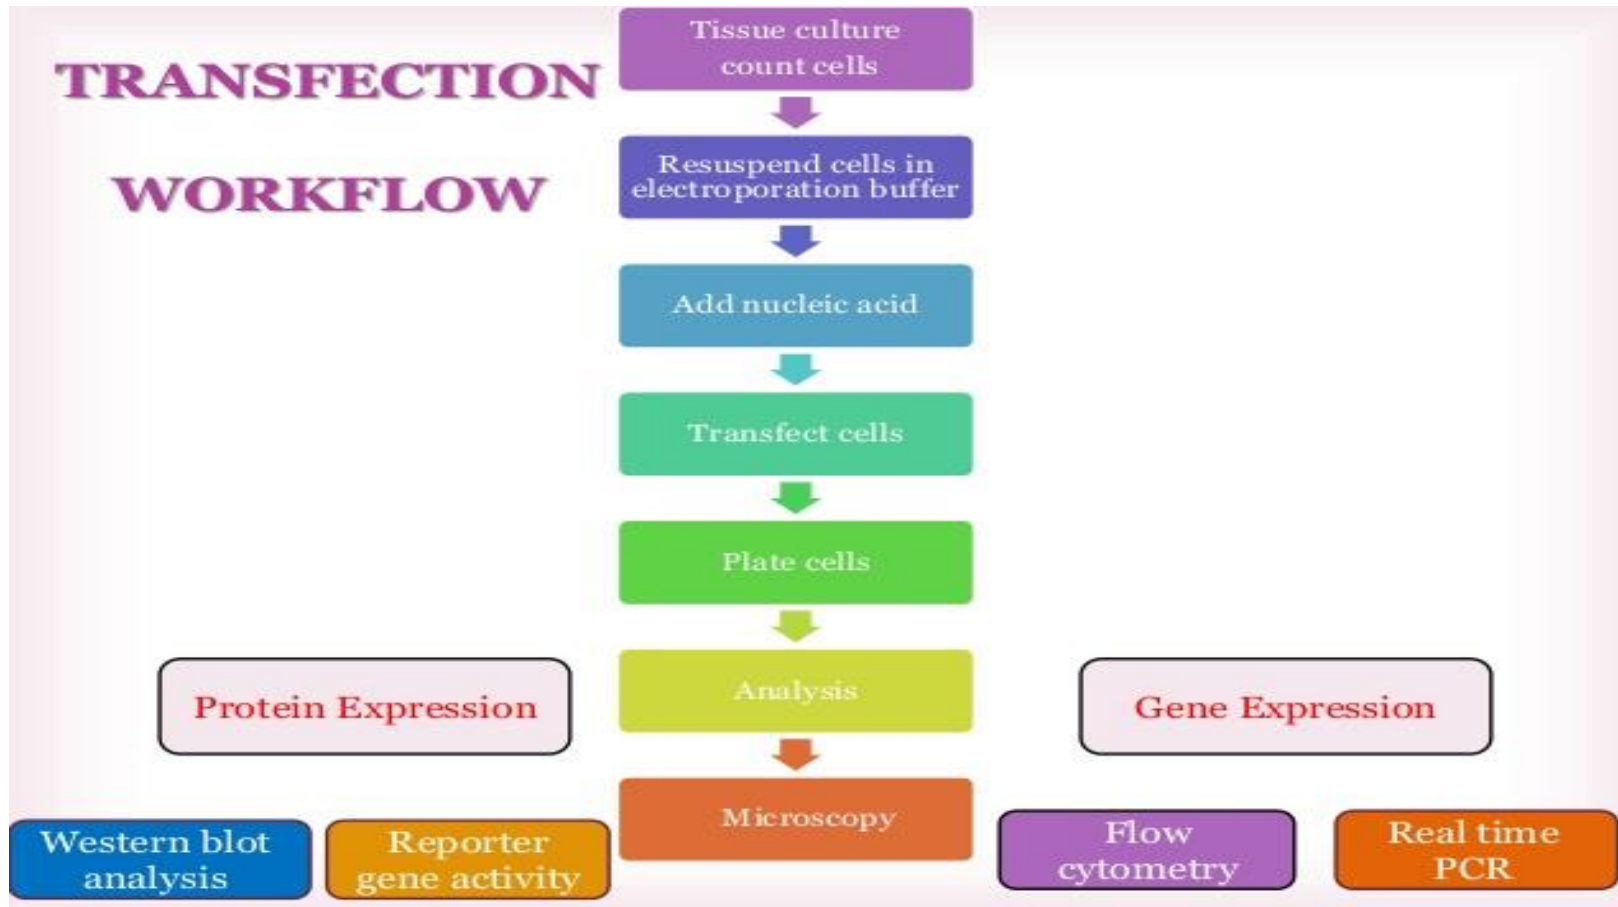 TRANSFECTION
WORKFLOW
Tissue culture
count cells
Resuspend cells in
electroporation buffer
Add nucleic acid
Transfect cells
Plate cells
Analysis
Protein Expression
Gene Expression
Microscopy
Western blot
analysis
Reporter
gene activity
Flow
cytometry
Real time
PCR